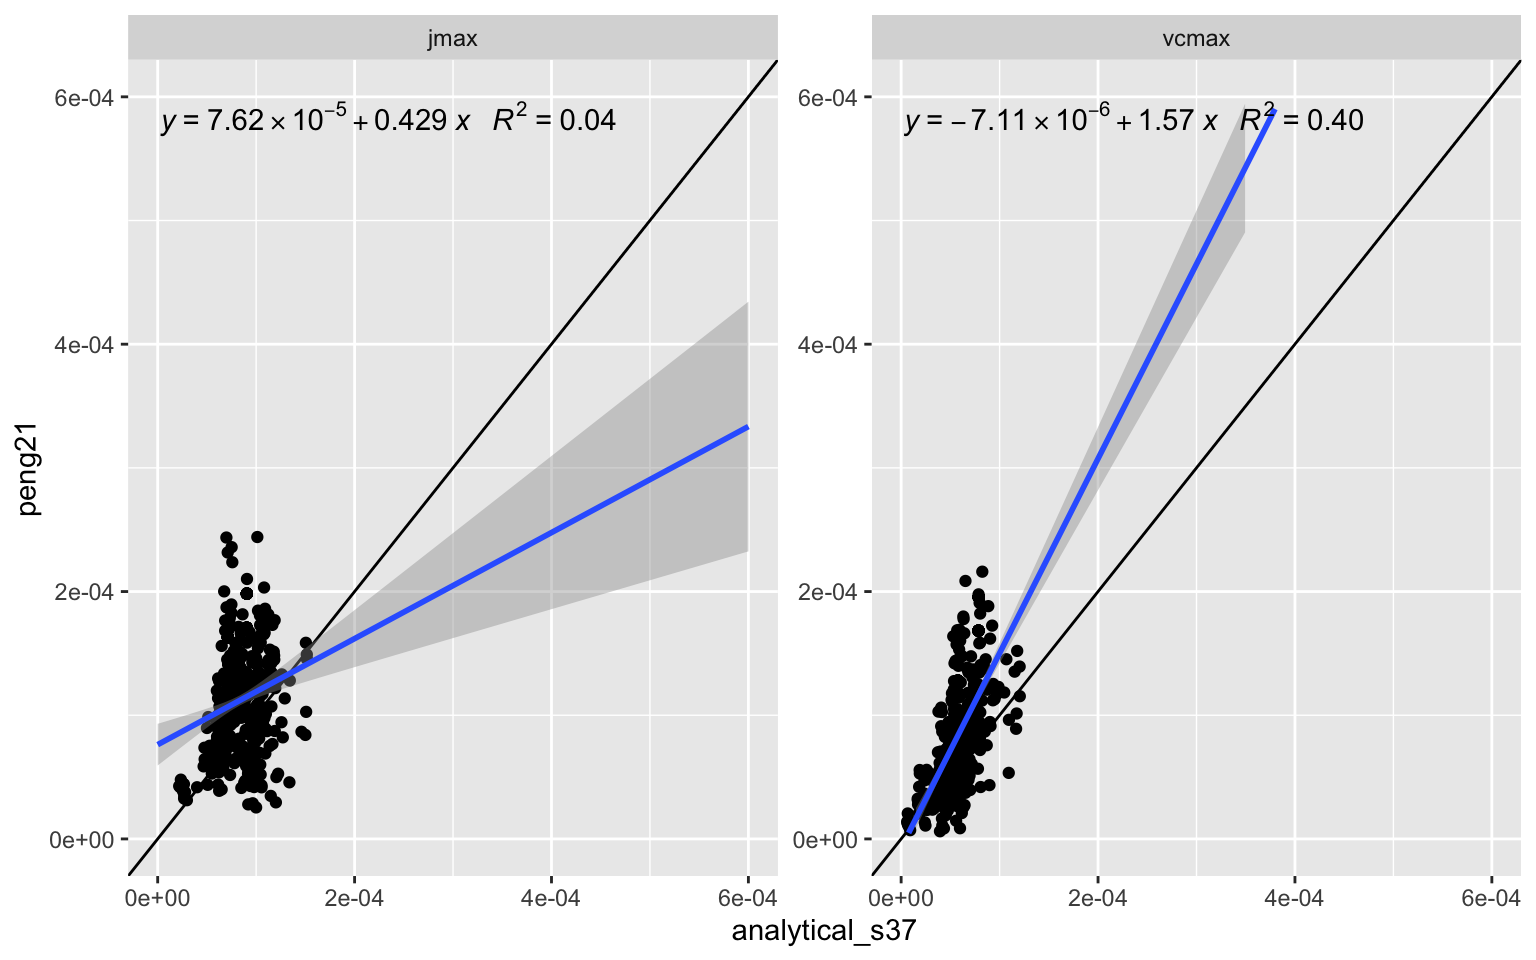 jmax
vcmax
y = 7.62 × 10⁻⁵ + 0.429 x R² = 0.04
y = − 7.11 × 10⁻⁶ + 1.57 x R² = 0.40
6e-04
4e-04
2e-04
0e+00
6e-04
4e-04
2e-04
0e+00
0e+00 2e-04 4e-04 6e-04
0e+00 2e-04 4e-04 6e-04
analytical_s37
peng21